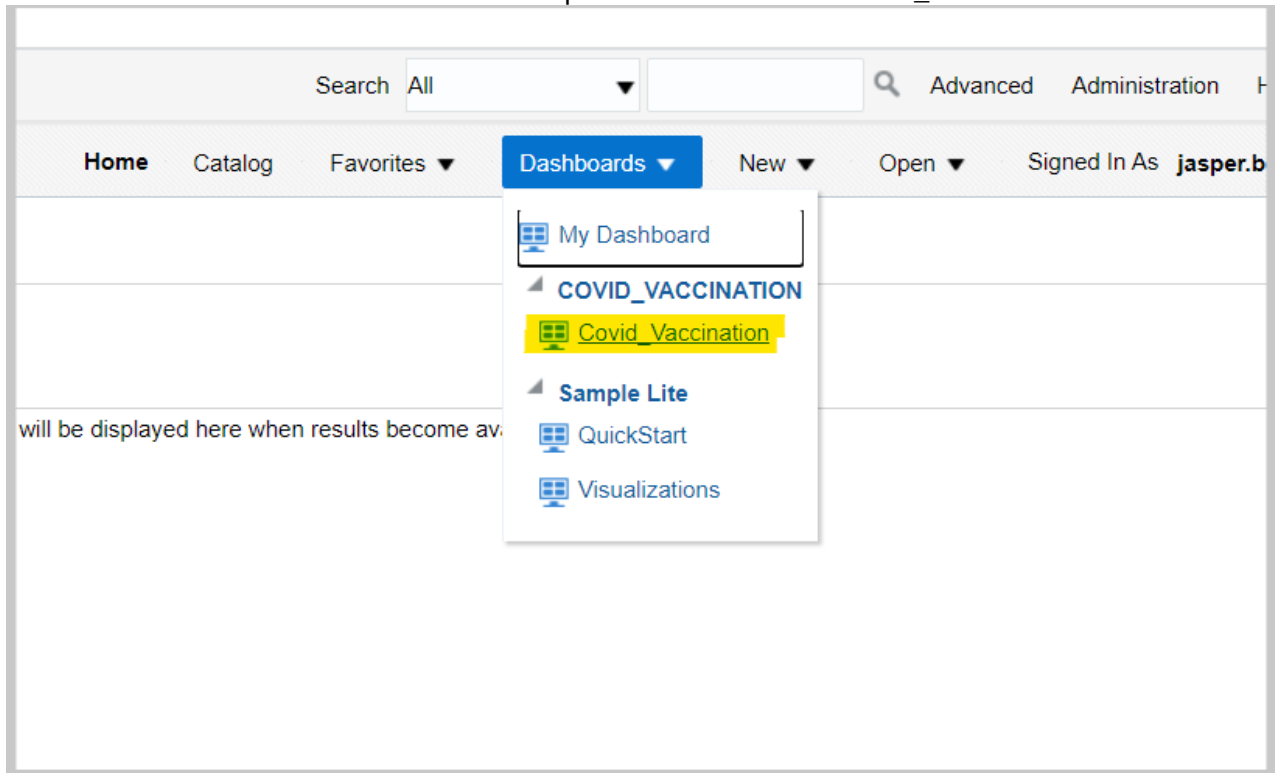 Search All Advanced Administration
Home Catalog Favorites Dashboards New Open Signed In As jasper.b
My Dashboard
COVID_VACCINATION
Covid_Vaccination
Sample Lite
will be displayed here when results become
QuickStart
Visualizations